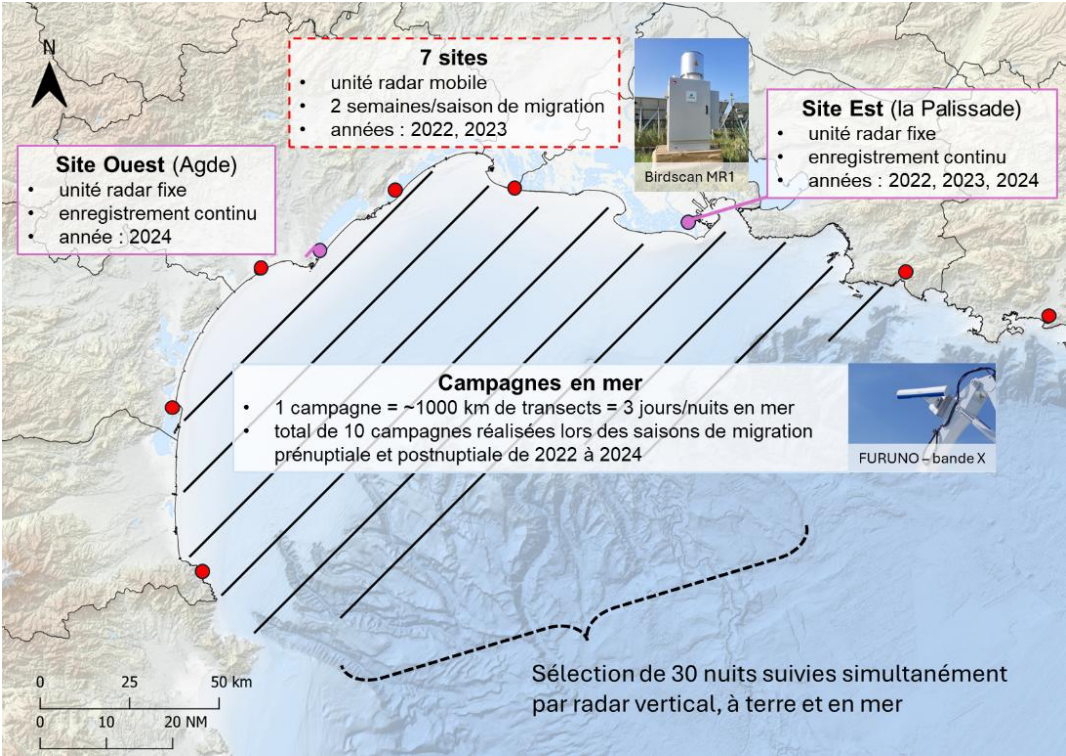 N
7 sites
• unité radar mobile
• 2 semaines/saison de migration
• années : 2022, 2023
Birdscan MR1
Site Est (la Palissade)
• unité radar fixe
• enregistrement continu
• années : 2022, 2023, 2024
Site Ouest (Agde)
• unité radar fixe
• enregistrement continu
• année : 2024
Campagnes en mer
• 1 campagne = ~1000 km de transects = 3 jours/nuits en mer
• total de 10 campagnes réalisées lors des saisons de migration
prénuptiale et postnuptiale de 2022 à 2024
FURUNO – bande X
Sélection de 30 nuits suivies simultanément
par radar vertical, à terre et en mer
0 25 50 km
0 10 20 NM